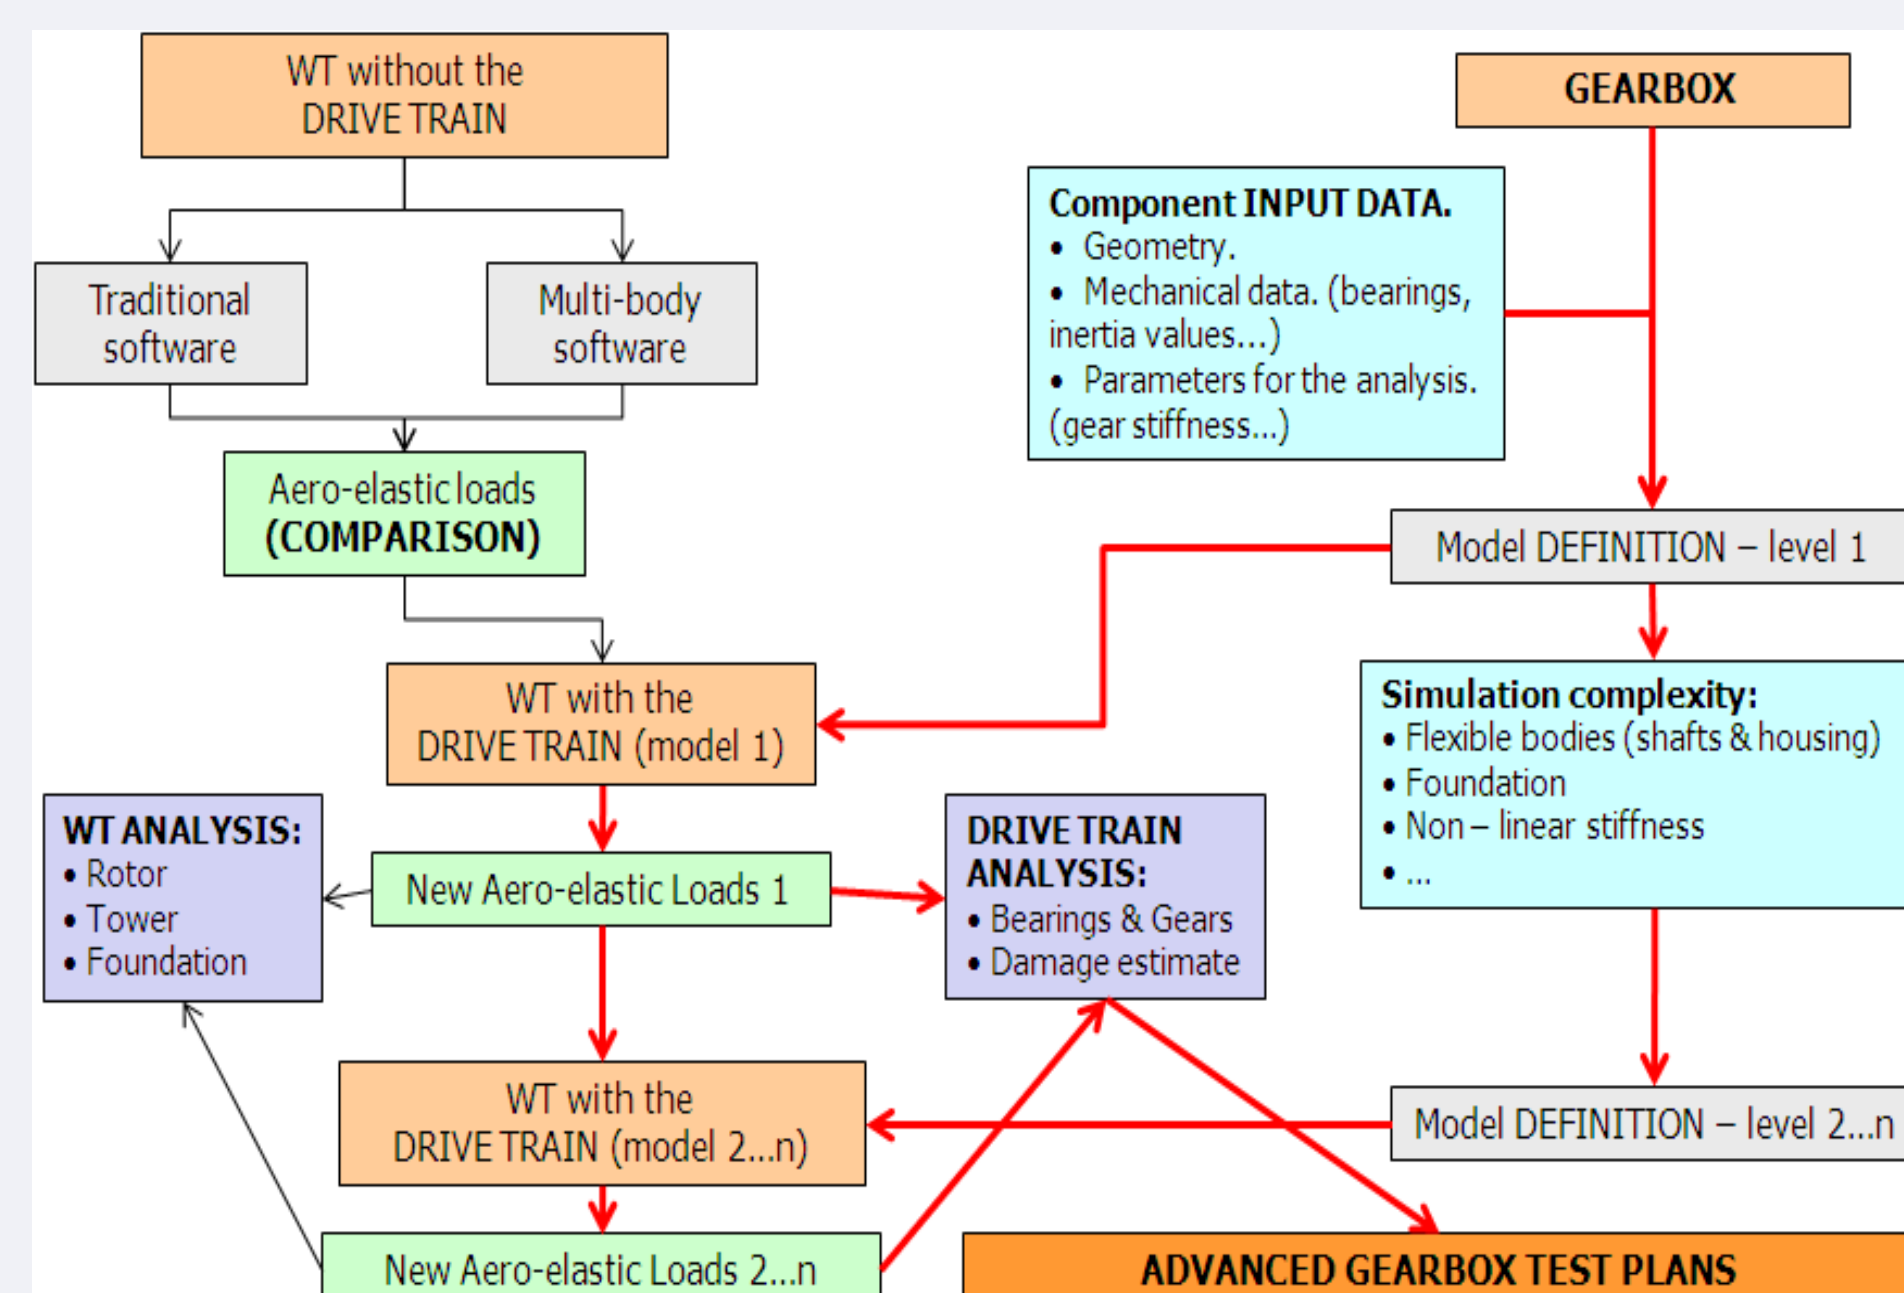 WT without the
DRIVE TRAIN
GEARBOX
Component INPUT DATA.
• Geometry.
• Mechanical data. (bearings,
inertia values...)
• Parameters for the analysis.
(gear stiffness...)
Traditional
software
Multi-body
software
Aero-elastic loads
(COMPARISON)
Model DEFINITION – level 1
WT with the
DRIVE TRAIN (model 1)
Simulation complexity:
• Flexible bodies (shafts & housing)
• Foundation
• Non – linear stiffness
• ...
WT ANALYSIS:
• Rotor
• Tower
• Foundation
New Aero-elastic Loads 1
DRIVE TRAIN
ANALYSIS:
• Bearings & Gears
• Damage estimate
WT with the
DRIVE TRAIN (model 2...n)
Model DEFINITION – level 2...n
New Aero-elastic Loads 2...n
ADVANCED GEARBOX TEST PLANS